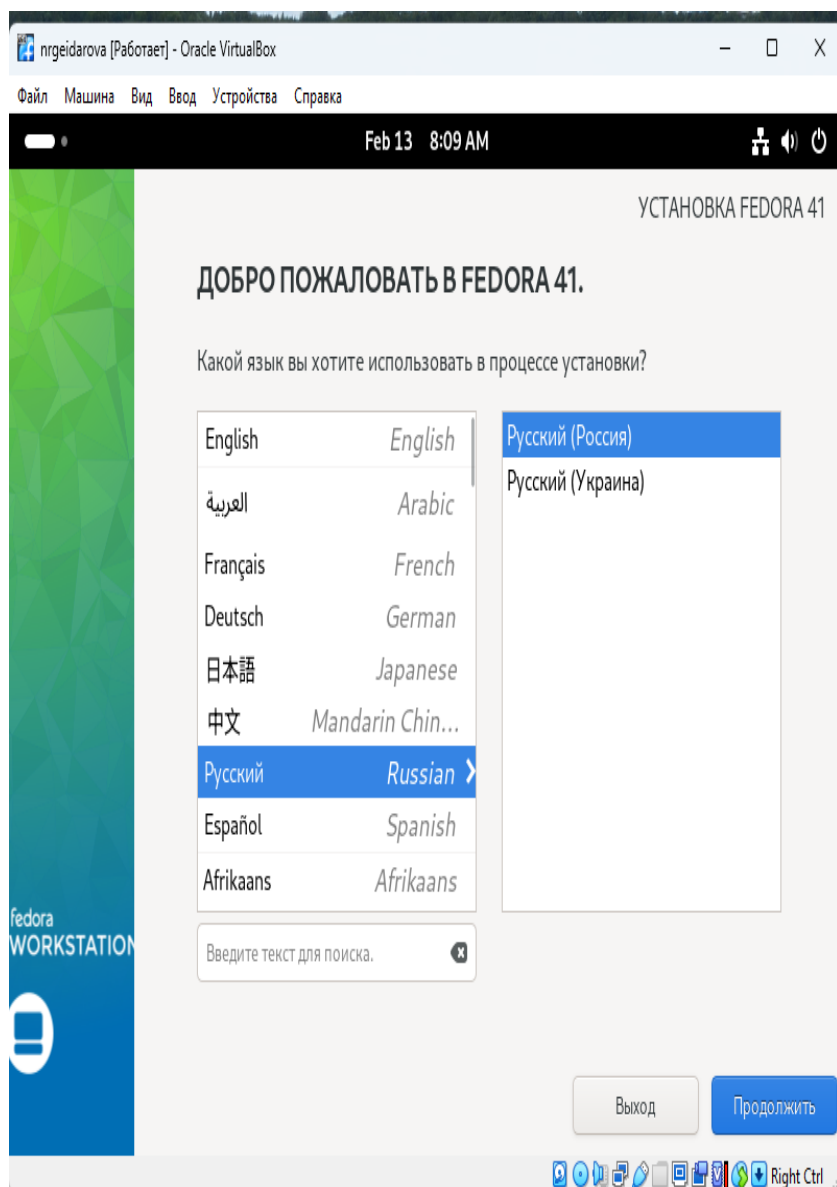 nrgeidarova [Работает] - Oracle VirtualBox
Файл Машина Вид Ввод Устройства Справка
Feb 13 8:09 AM
УСТАНОВКА FEDORA 41
ДОБРО ПОЖАЛОВАТЬ В FEDORA 41.
Какой язык вы хотите использовать в процессе установки?
English English
العربية Arabic
Français French
Deutsch German
日本語 Japanese
中文 Mandarin Chin...
Русский Russian
Español Spanish
Afrikaans Afrikaans
Русский (Россия)
Русский (Украина)
Введите текст для поиска.
fedora
WORKSTATION
Выход Продолжить
Right Ctrl